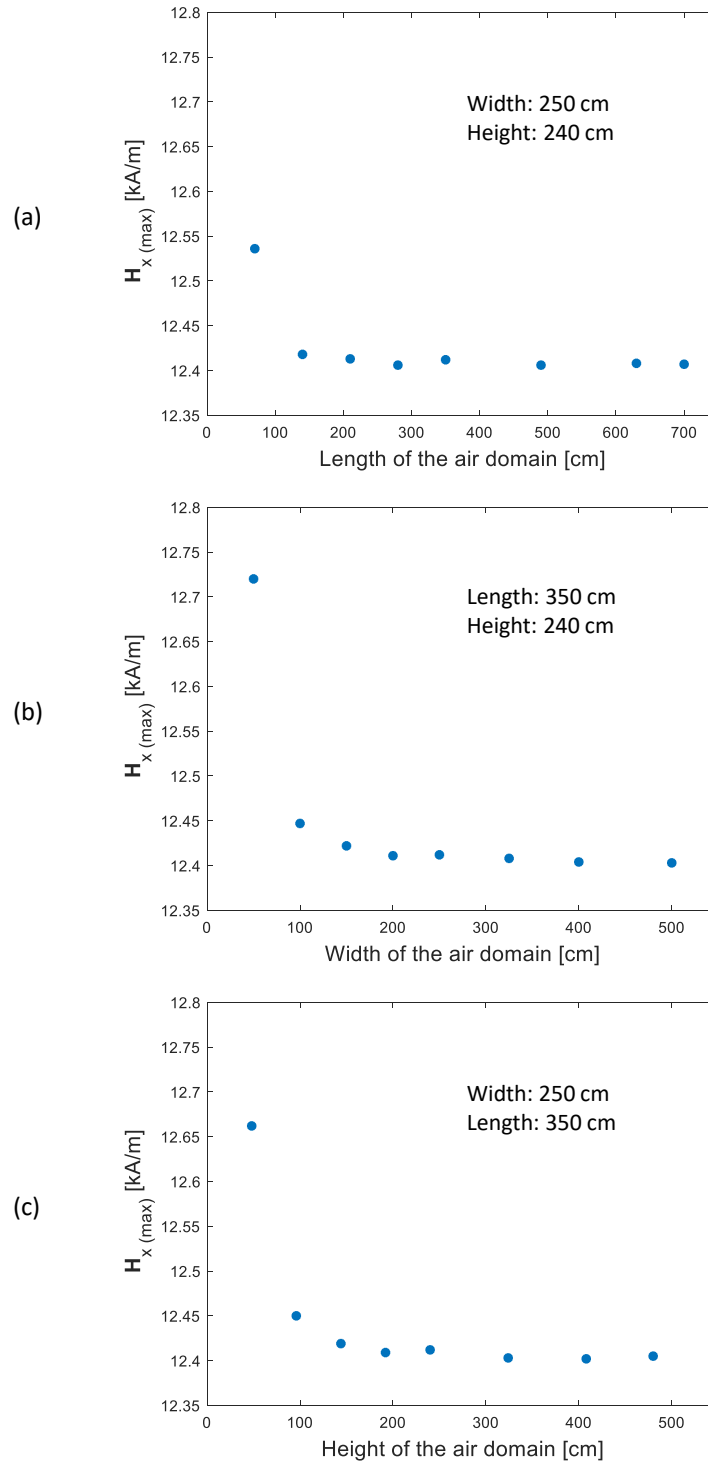 (a)
H x (max) [kA/m]
12.8
12.75
12.7
12.65
12.6
12.55
12.5
12.45
12.4
12.35
Width: 250 cm
Height: 240 cm
0 100 200 300 400 500 600 700
Length of the air domain [cm]
(b)
H x (max) [kA/m]
12.8
12.75
12.7
12.65
12.6
12.55
12.5
12.45
12.4
12.35
Length: 350 cm
Height: 240 cm
0 100 200 300 400 500
Width of the air domain [cm]
(c)
H x (max) [kA/m]
12.8
12.75
12.7
12.65
12.6
12.55
12.5
12.45
12.4
12.35
Width: 250 cm
Length: 350 cm
0 100 200 300 400 500
Height of the air domain [cm]